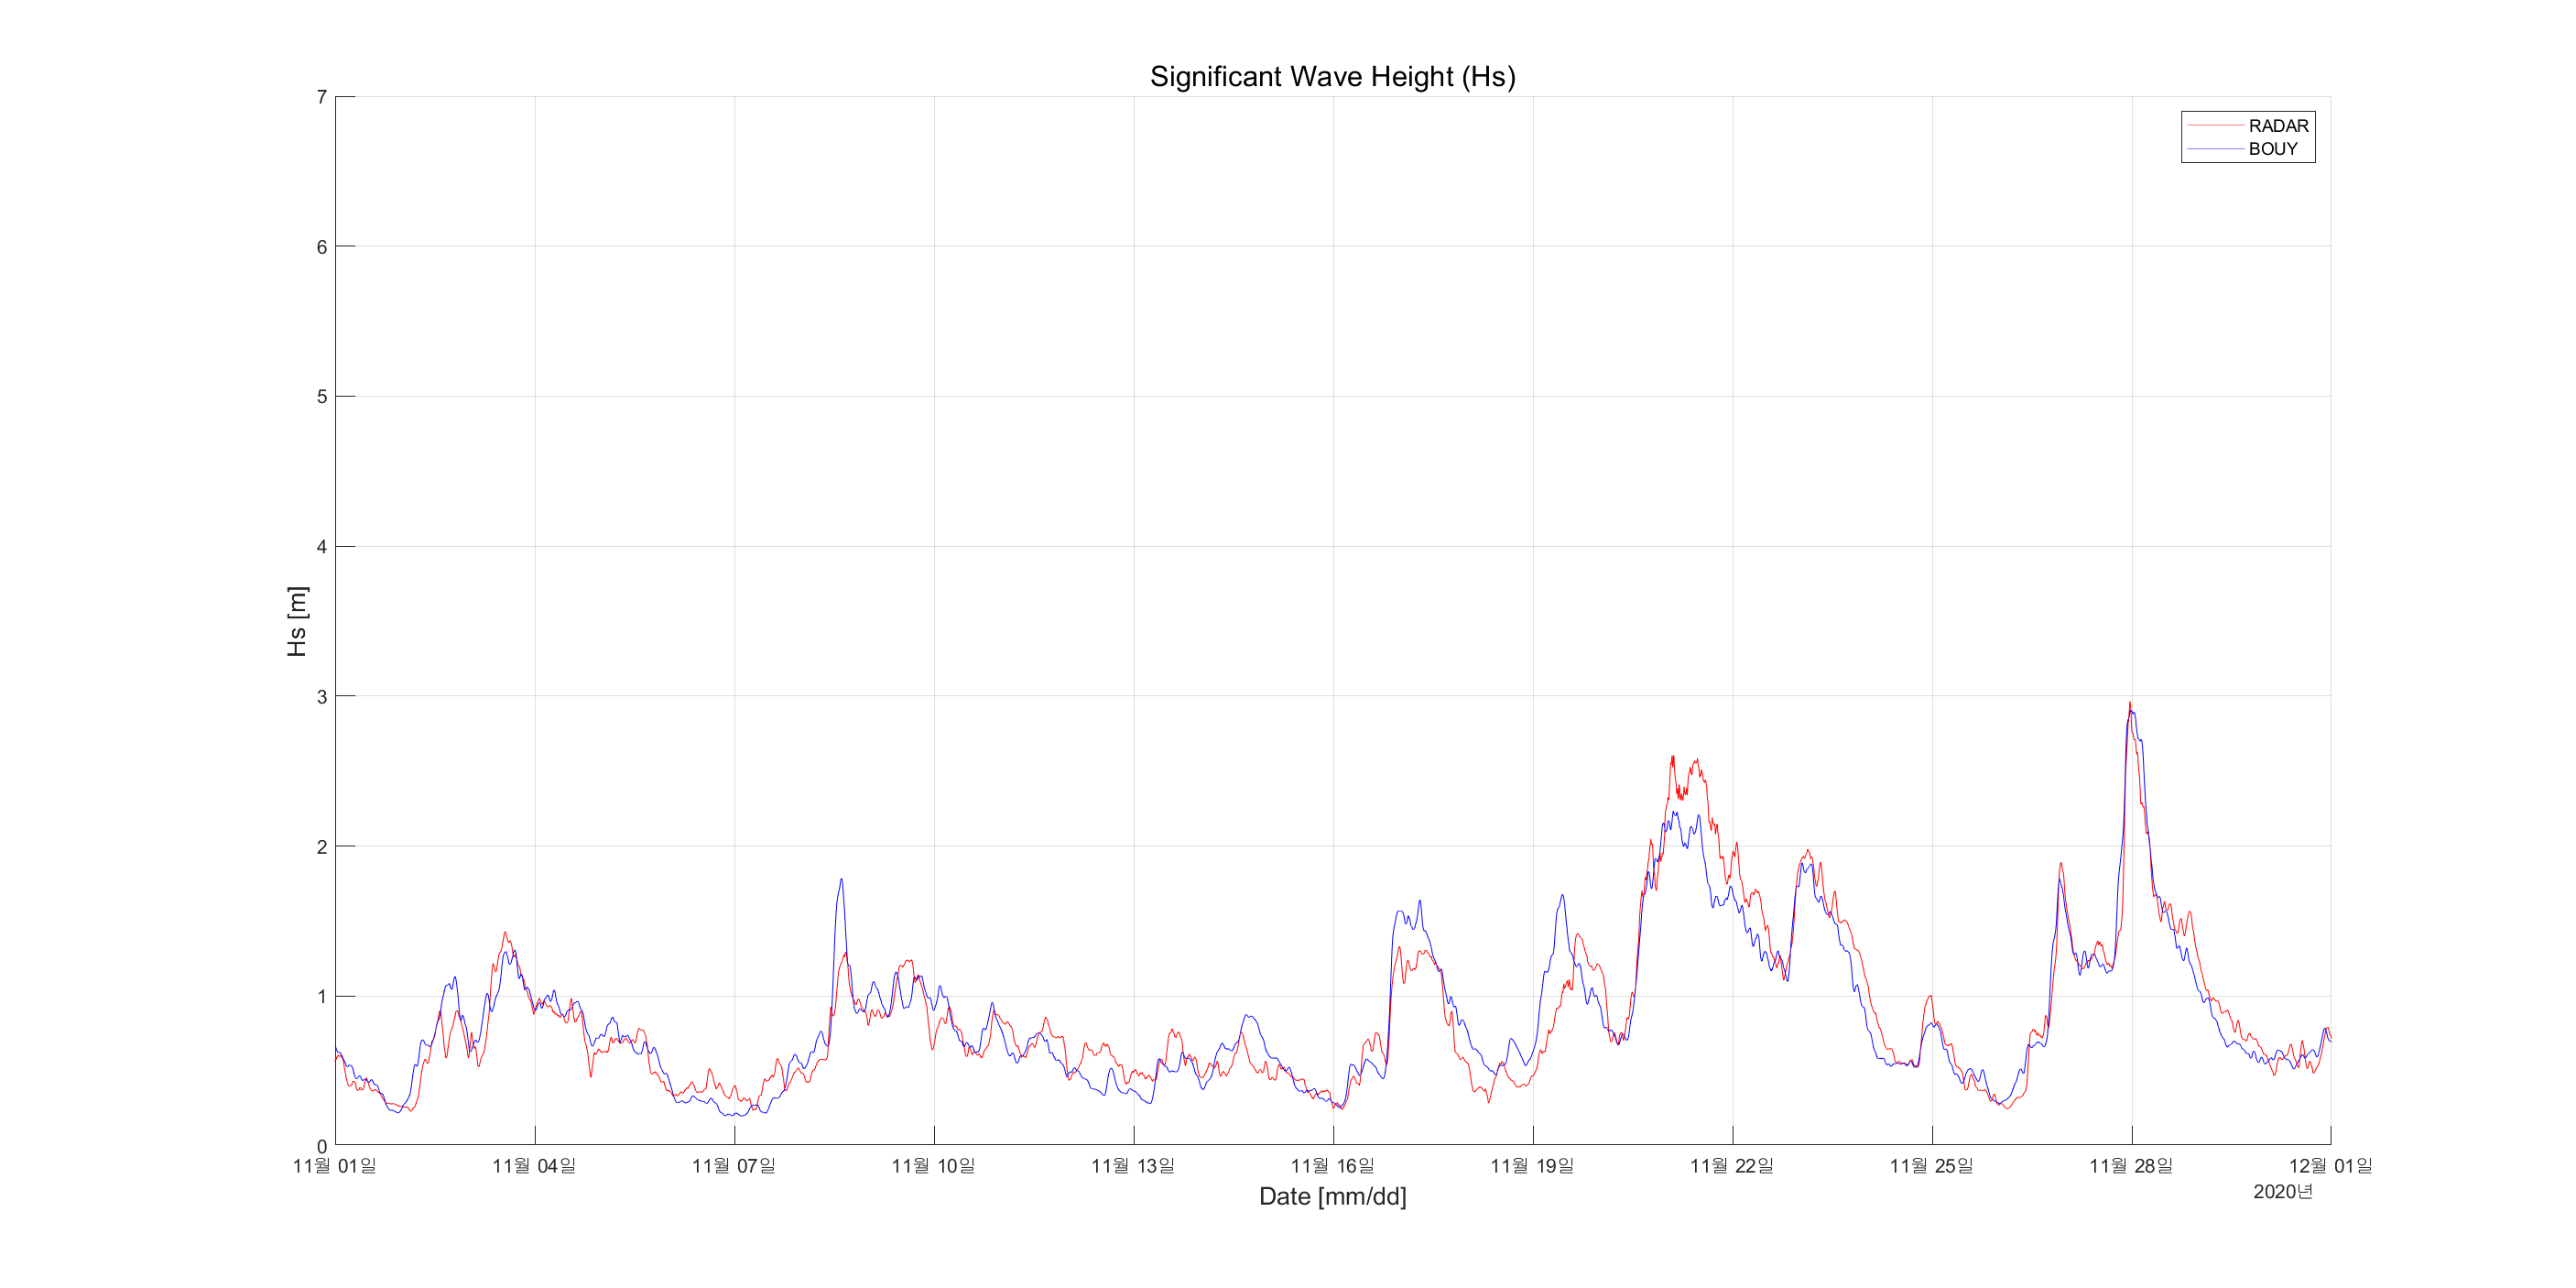 Significant Wave Height (Hs)
RADAR
BOUY
7
6
5
4
3
2
1
0
Hs [m]
11월 01일 11월 04일 11월 07일 11월 10일 11월 13일 11월 16일 11월 19일 11월 22일 11월 25일 11월 28일 12월 01일
2020년
Date [mm/dd]